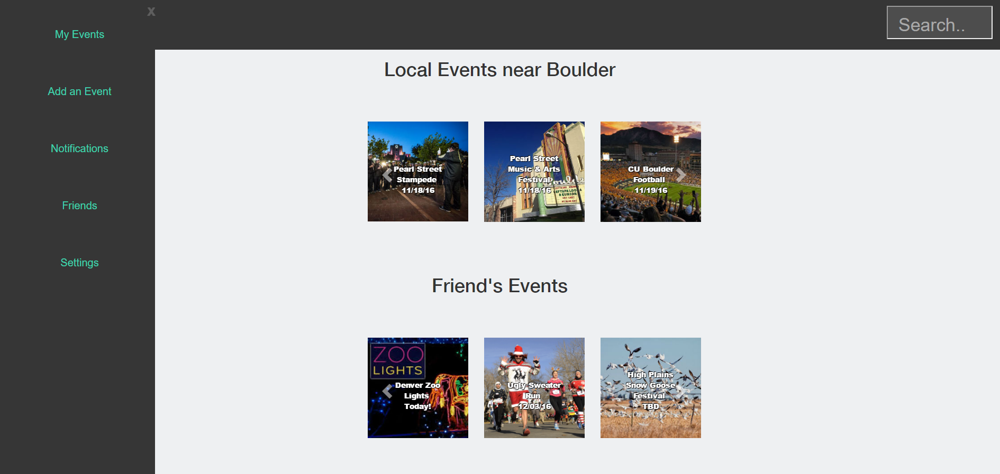 x
My Events
Add an Event
Notifications
Friends
Settings
Search..
Local Events near Boulder
Pearl Street
Stampede
11/18/16
Pearl Street
Music & Arts
Festival
11/18/16
Boulde
REUNION
CU Boulder
Football
11/19/16
Friend's Events
ZOO
LIGHTS
Denver Zoo
Lights
Today!
Ugly Sweater
Run
12/03/16
High Plains
Snow Goose
Festival
TBD